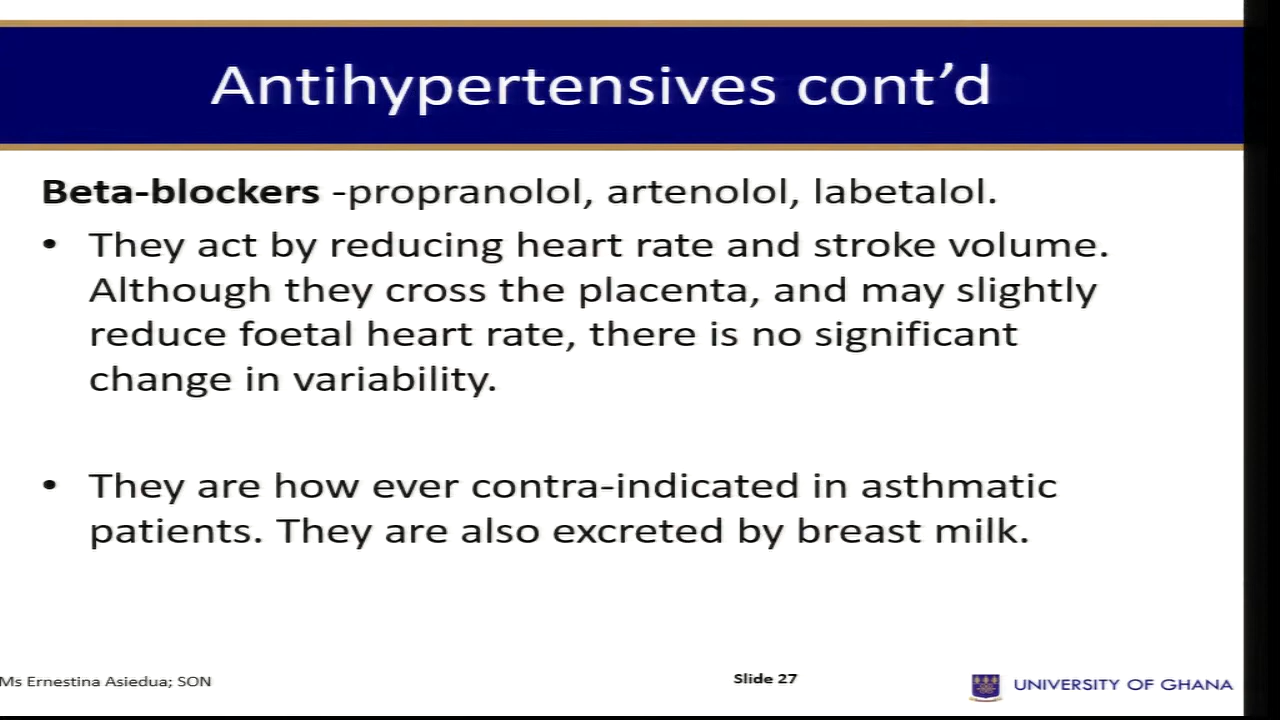 Antihypertensives cont’d
Beta-blockers -propranolol, artenolol, labetalol.
• They act by reducing heart rate and stroke volume.
Although they cross the placenta, and may slightly
reduce foetal heart rate, there is no significant
change in variability.
• They are how ever contra-indicated in asthmatic
patients. They are also excreted by breast milk.
Ms Ernestina Asiedua; SON
Slide 27
UNIVERSITY OF GHANA